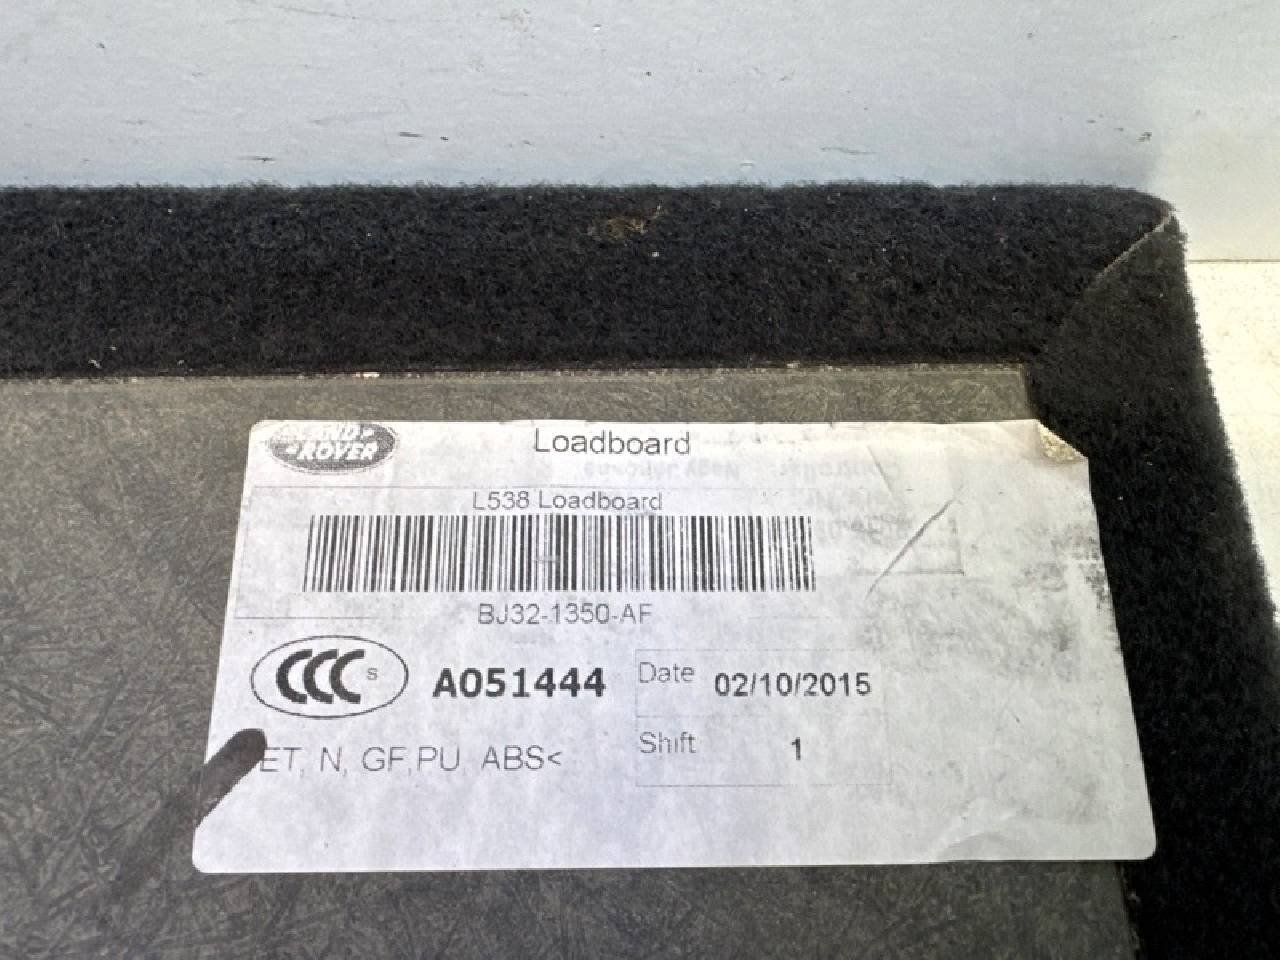 LAND ROVER
Loadboard
L538 Loadboard
BJ32-1350-AF
CCC S
A051444
Date 02/10/2015
ET, N, GF,PU, ABS<
Shift 1